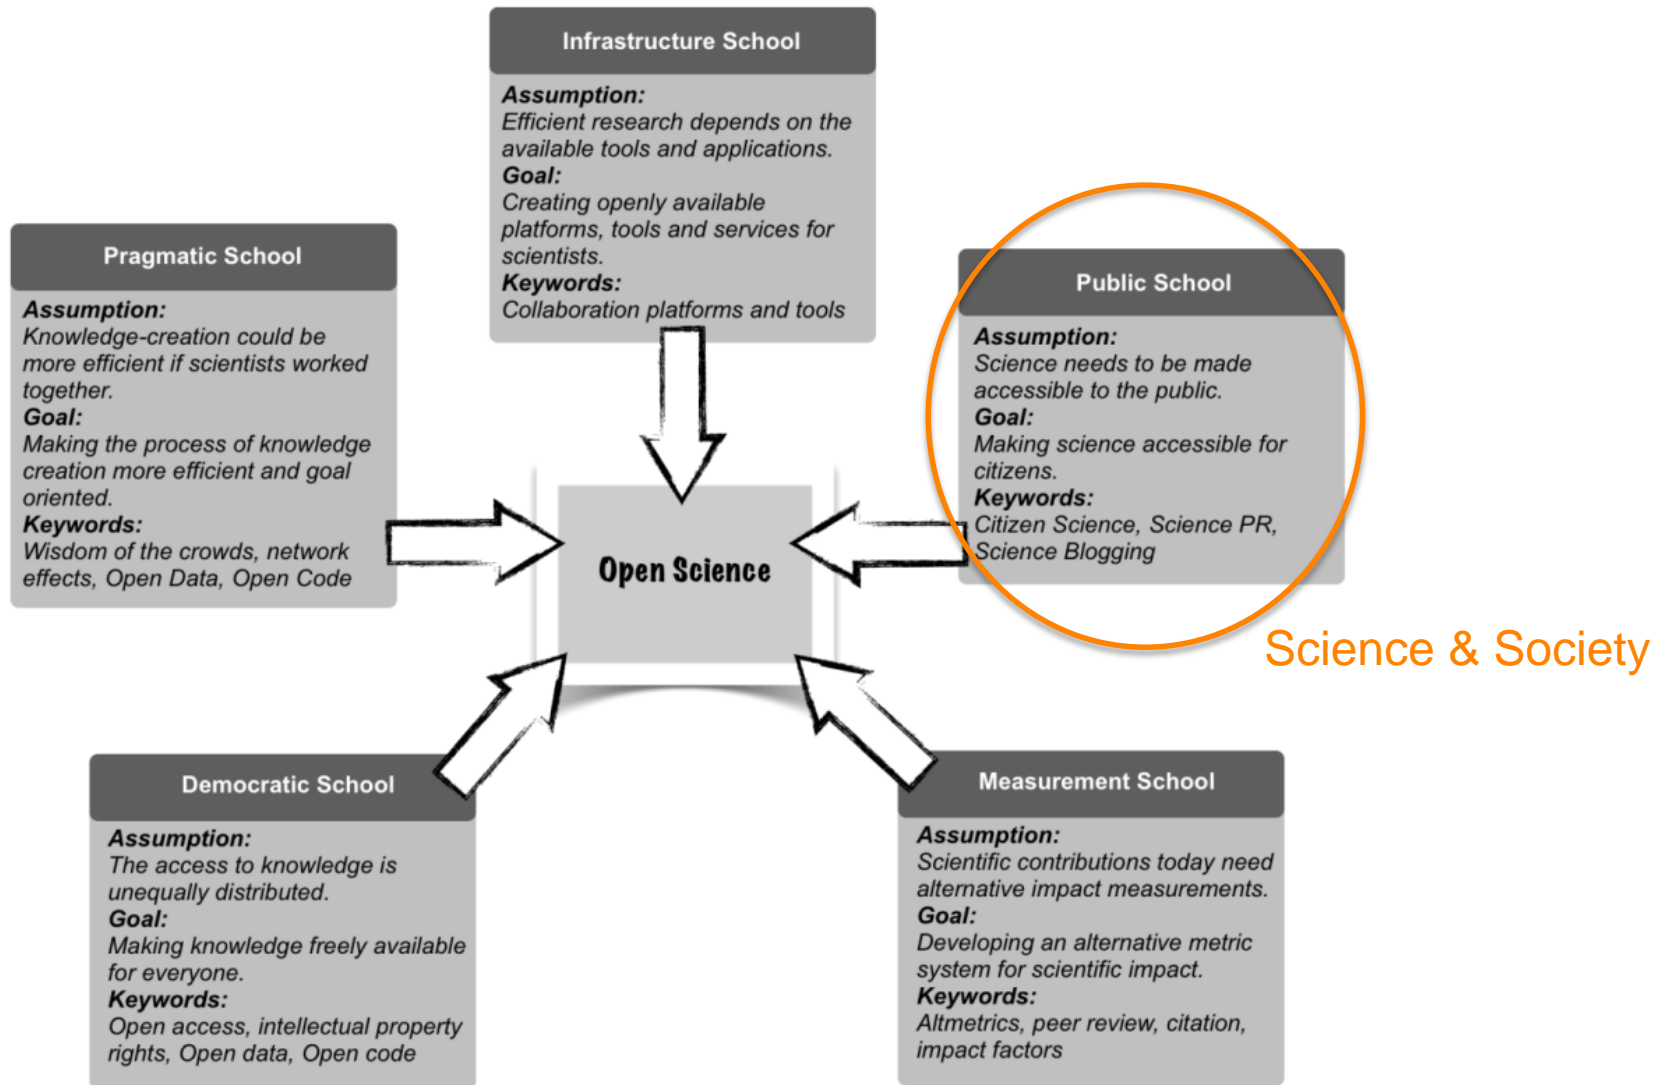 Infrastructure School
Assumption:
Efficient research depends on the
available tools and applications.
Goal:
Creating openly available
platforms, tools and services for
scientists.
Keywords:
Collaboration platforms and tools
Pragmatic School
Assumption:
Knowledge-creation could be
more efficient if scientists worked
together.
Goal:
Making the process of knowledge
creation more efficient and goal
oriented.
Keywords:
Wisdom of the crowds, network
effects, Open Data, Open Code
Public School
Assumption:
Science needs to be made
accessible to the public.
Goal:
Making science accessible for
citizens.
Keywords:
Citizen Science, Science PR,
Science Blogging
Open Science
Science & Society
Democratic School
Assumption:
The access to knowledge is
unequally distributed.
Goal:
Making knowledge freely available
for everyone.
Keywords:
Open access, intellectual property
rights, Open data, Open code
Measurement School
Assumption:
Scientific contributions today need
alternative impact measurements.
Goal:
Developing an alternative metric
system for scientific impact.
Keywords:
Altmetrics, peer review, citation,
impact factors